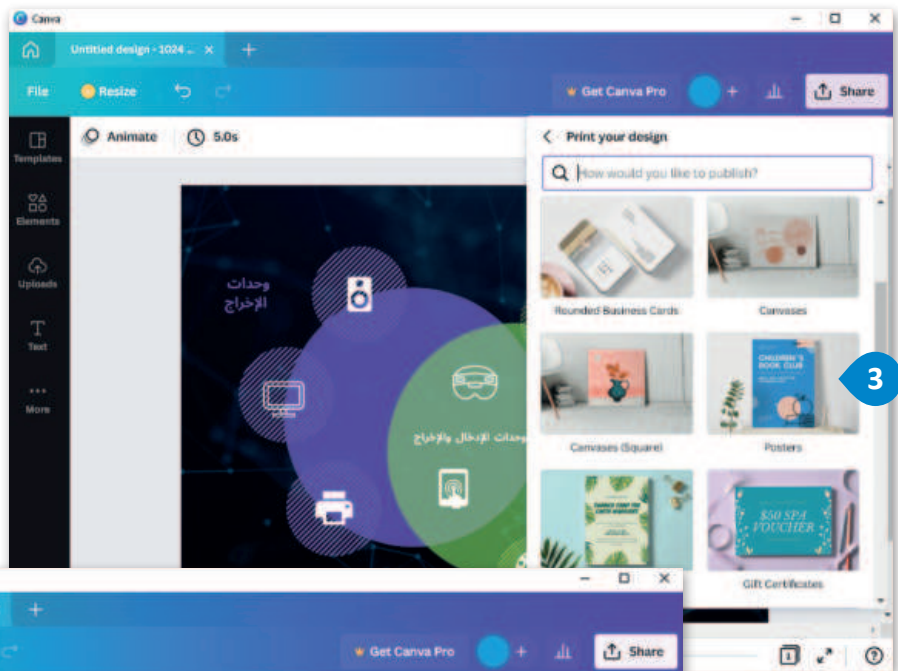 Canva
Untitled design - 1024 ...
File
Resize
Get Canva Pro
Share
Templates
Elements
Uploads
Text
More
Animate
5.0s
Print your design
How would you like to publish?
Rounded Business Cards
Canvases
Canvases (Square)
CHILDREN'S
BOOK CLUB
Posters
3
$50 SPA
VOUCHER
Gift Certificates
وحدات
الإخراج
وحدات الإدخال والإخراج
Get Canva Pro
Share
1